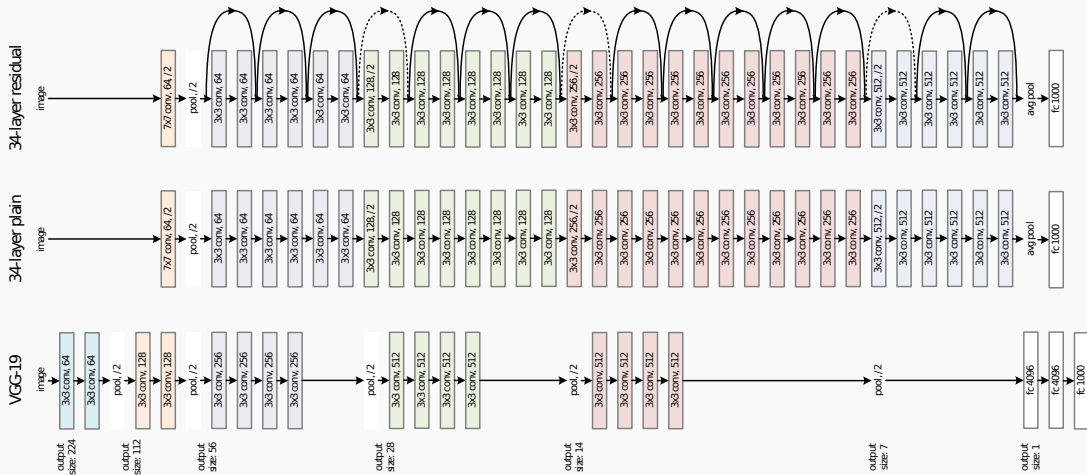 VGG-19
image
3x3 conv, 64
3x3 conv, 64
pool, /2
3x3 conv, 128
3x3 conv, 128
pool, /2
3x3 conv, 256
3x3 conv, 256
3x3 conv, 256
3x3 conv, 256
pool, /2
3x3 conv, 512
3x3 conv, 512
3x3 conv, 512
3x3 conv, 512
pool, /2
3x3 conv, 512
3x3 conv, 512
3x3 conv, 512
3x3 conv, 512
pool, /2
fc 4096
fc 4096
fc 1000
output
size: 224
output
size: 112
output
size: 56
output
size: 28
output
size: 14
output
size: 7
output
size: 1
34-layer plain
image
7x7 conv, 64, /2
pool, /2
3x3 conv, 64
3x3 conv, 64
3x3 conv, 64
3x3 conv, 64
3x3 conv, 64
3x3 conv, 64
3x3 conv, 128, /2
3x3 conv, 128
3x3 conv, 128
3x3 conv, 128
3x3 conv, 128
3x3 conv, 128
3x3 conv, 128
3x3 conv, 128
3x3 conv, 256, /2
3x3 conv, 256
3x3 conv, 256
3x3 conv, 256
3x3 conv, 256
3x3 conv, 256
3x3 conv, 256
3x3 conv, 256
3x3 conv, 256
3x3 conv, 256
3x3 conv, 256
3x3 conv, 256
3x3 conv, 512, /2
3x3 conv, 512
3x3 conv, 512
3x3 conv, 512
3x3 conv, 512
3x3 conv, 512
avg pool
fc 1000
34-layer residual
image
7x7 conv, 64, /2
pool, /2
3x3 conv, 64
3x3 conv, 64
3x3 conv, 64
3x3 conv, 64
3x3 conv, 64
3x3 conv, 64
3x3 conv, 128, /2
3x3 conv, 128
3x3 conv, 128
3x3 conv, 128
3x3 conv, 128
3x3 conv, 128
3x3 conv, 128
3x3 conv, 128
3x3 conv, 256, /2
3x3 conv, 256
3x3 conv, 256
3x3 conv, 256
3x3 conv, 256
3x3 conv, 256
3x3 conv, 256
3x3 conv, 256
3x3 conv, 256
3x3 conv, 256
3x3 conv, 256
3x3 conv, 256
3x3 conv, 512, /2
3x3 conv, 512
3x3 conv, 512
3x3 conv, 512
3x3 conv, 512
3x3 conv, 512
avg pool
fc 1000